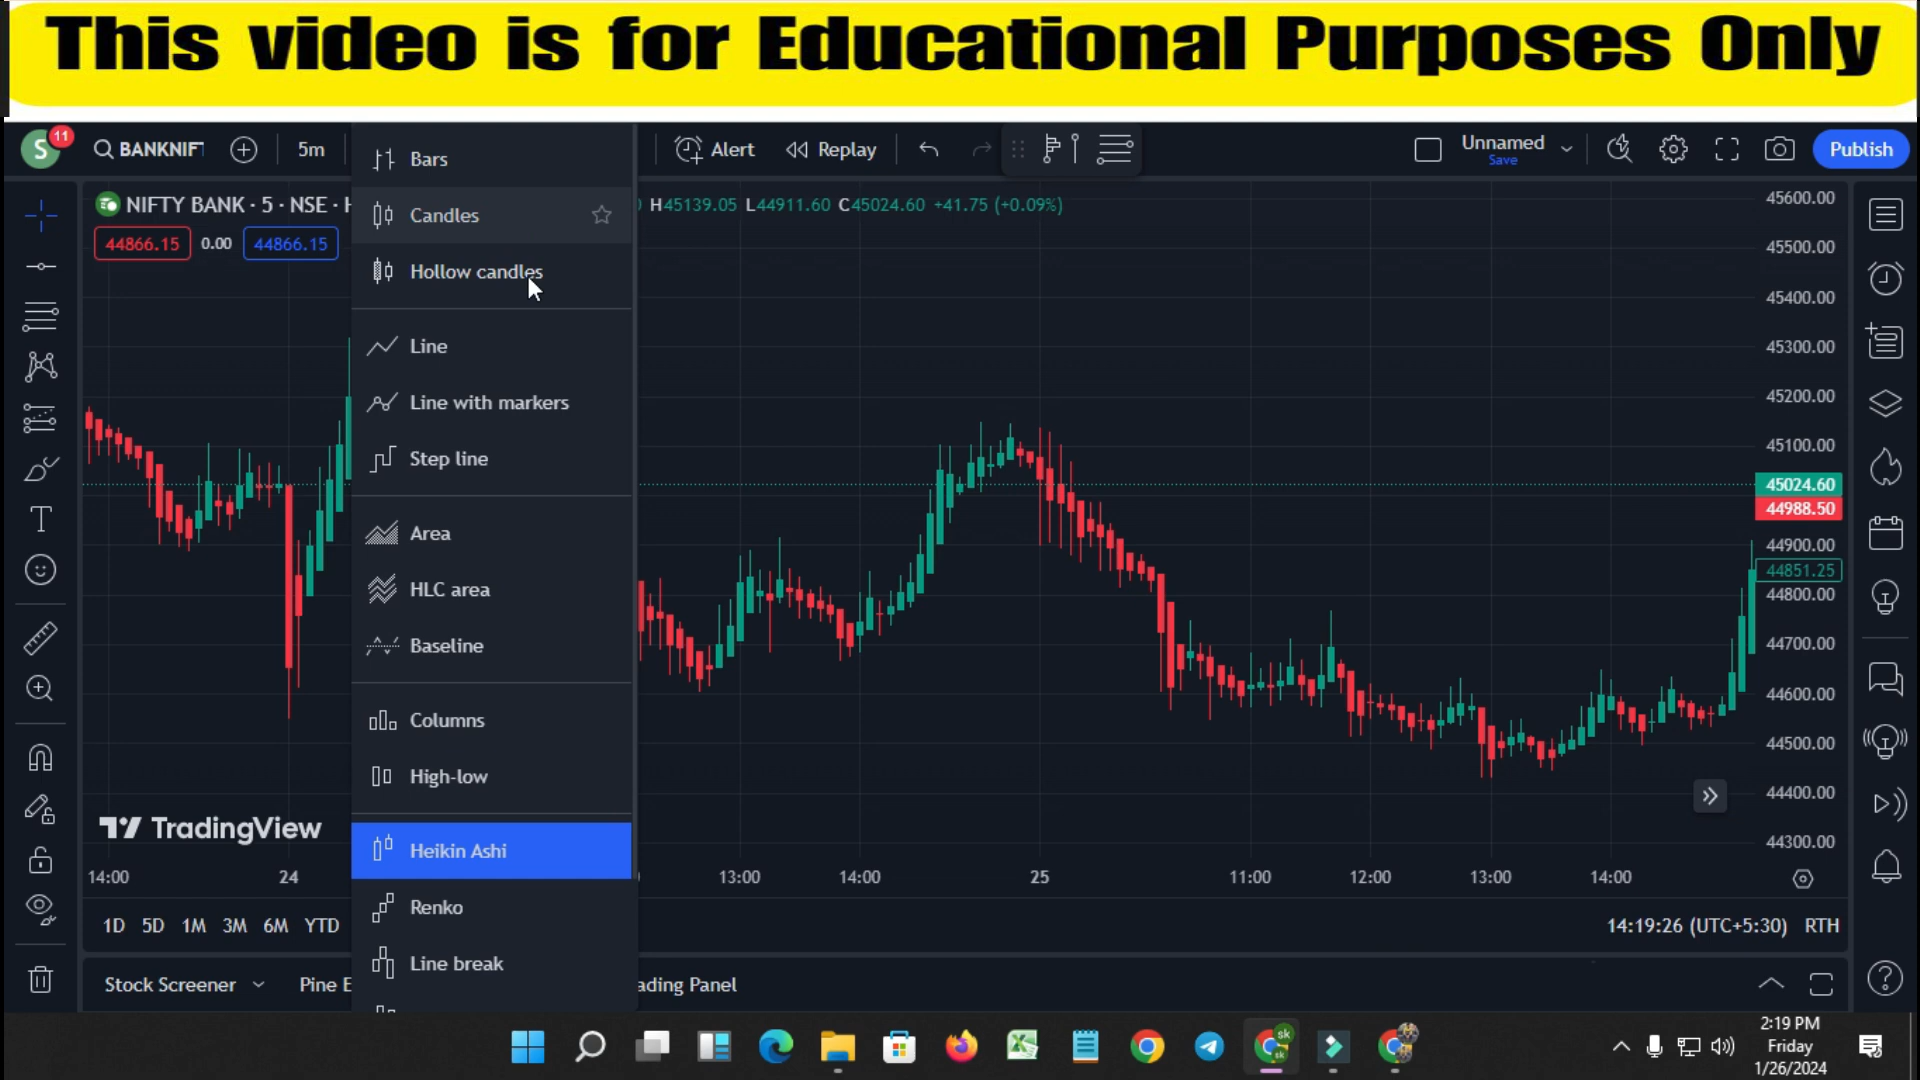 This video is for Educational Purposes Only
S
11
BANKNIFT
5m
Alert
Replay
Unnamed
Save
Publish
NIFTY BANK · 5 · NSE · H
H45139.05 L44911.60 C45024.60 +41.75 (+0.09%)
44866.15
0.00
44866.15
Bars
Candles
Hollow candles
Line
Line with markers
Step line
Area
HLC area
Baseline
Columns
High-low
Heikin Ashi
Renko
Line break
45600.00
45500.00
45400.00
45300.00
45200.00
45100.00
45024.60
44988.50
44900.00
44851.25
44800.00
44700.00
44600.00
44500.00
44400.00
44300.00
TradingView
14:00
24
13:00
14:00
25
11:00
12:00
13:00
14:00
1D 5D 1M 3M 6M YTD
14:19:26 (UTC+5:30) RTH
Stock Screener
Pine E
ading Panel
sk
sk
2:19 PM
Friday
1/26/2024